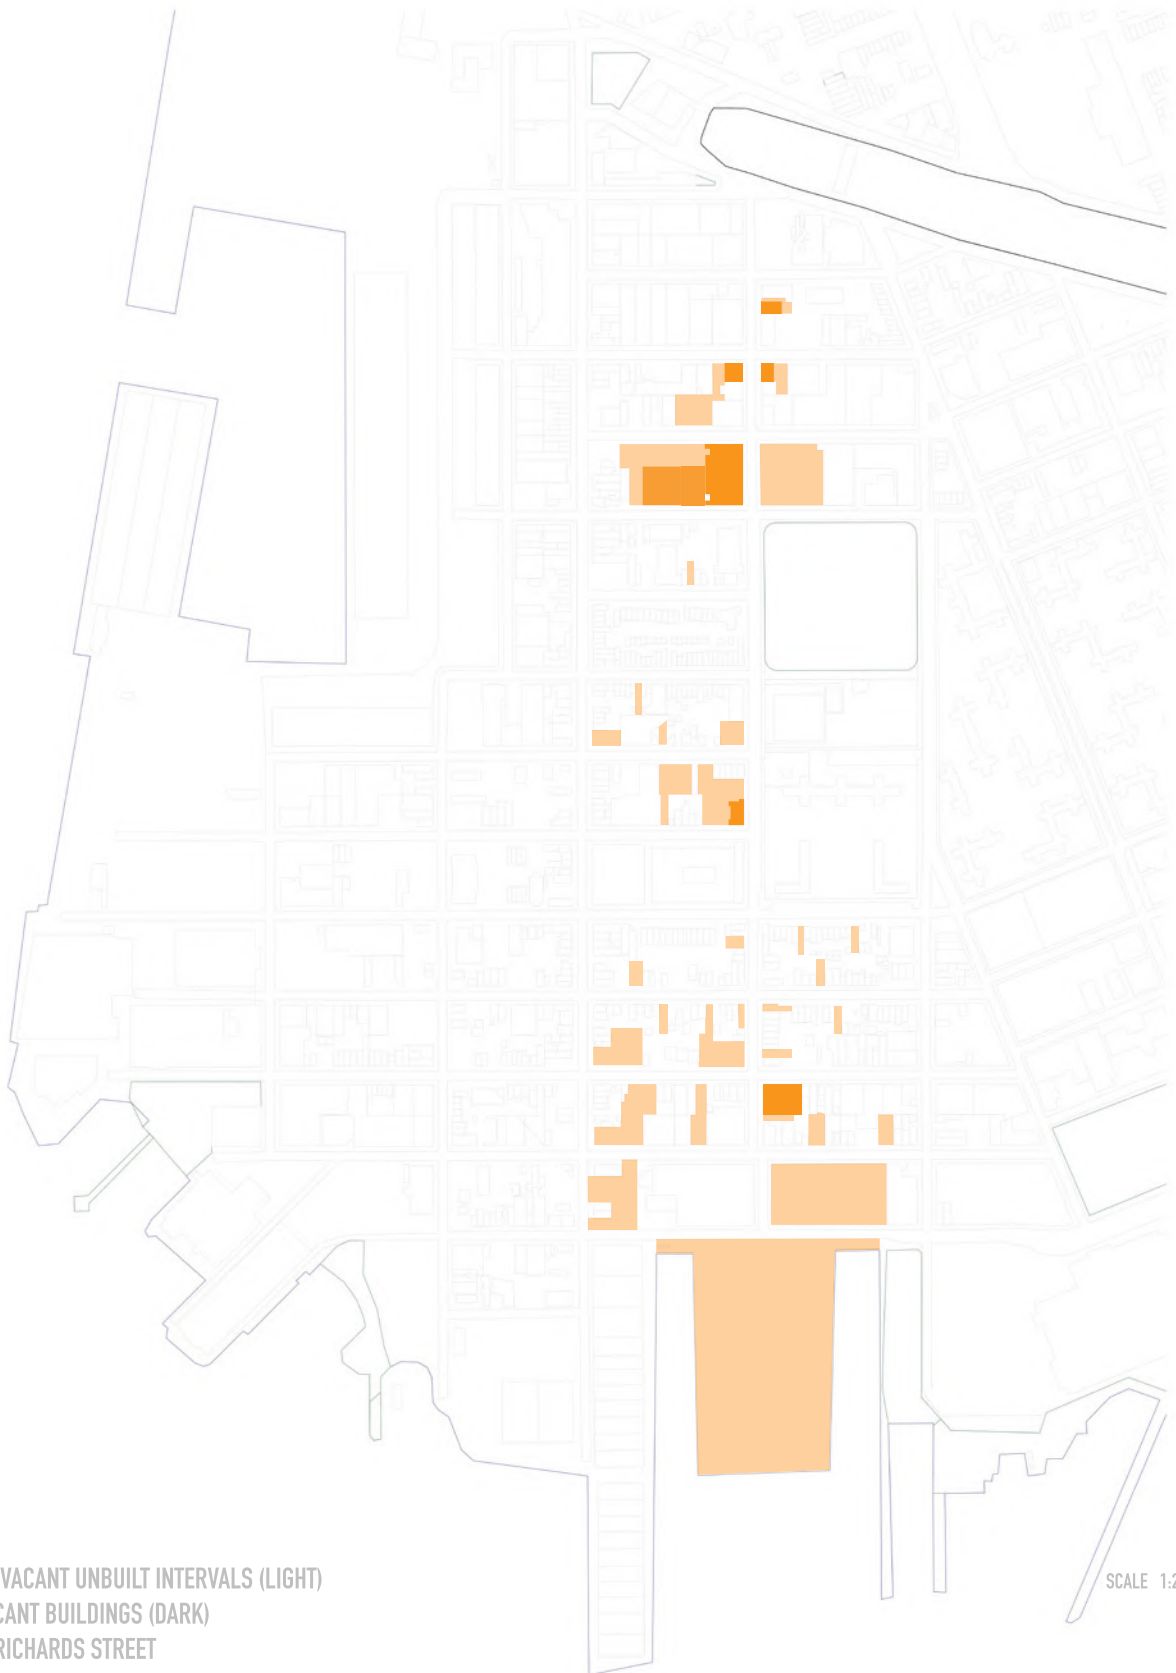 VACANT UNBUILT INTERVALS (LIGHT)
CANT BUILDINGS (DARK)
RICHARDS STREET
SCALE 1:2